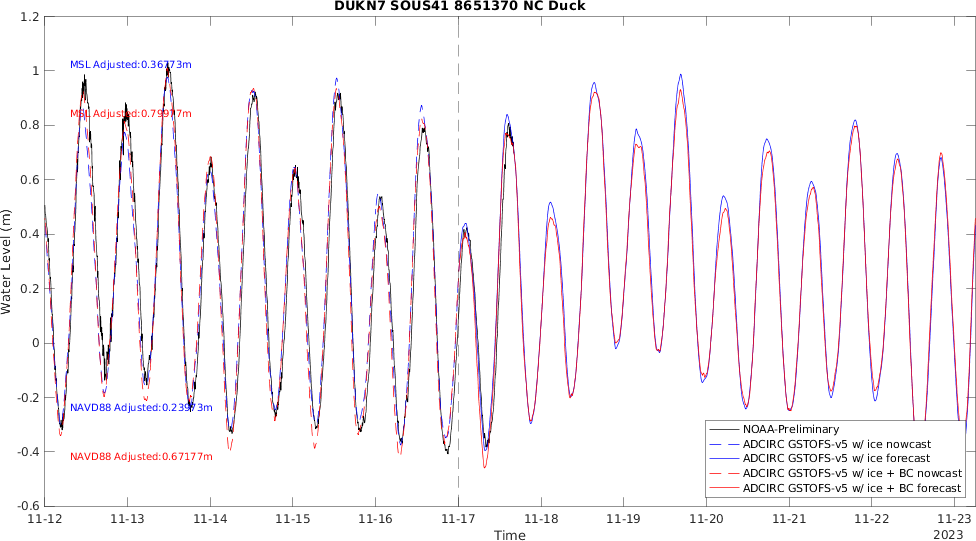 DUKN7 SOUS41 8651370 NC Duck
1.2
1
0.8
0.6
0.4
0.2
0
-0.2
-0.4
-0.6
Water Level (m)
MSL Adjusted:0.36773m
MSL Adjusted:0.79977m
NAVD88 Adjusted:0.23973m
NAVD88 Adjusted:0.67177m
NOAA-Preliminary
ADCIRC GSTOFS-v5 w/ ice nowcast
ADCIRC GSTOFS-v5 w/ ice forecast
ADCIRC GSTOFS-v5 w/ ice + BC nowcast
ADCIRC GSTOFS-v5 w/ ice + BC forecast
11-12 11-13 11-14 11-15 11-16 11-17 11-18 11-19 11-20 11-21 11-22 11-23
Time
2023